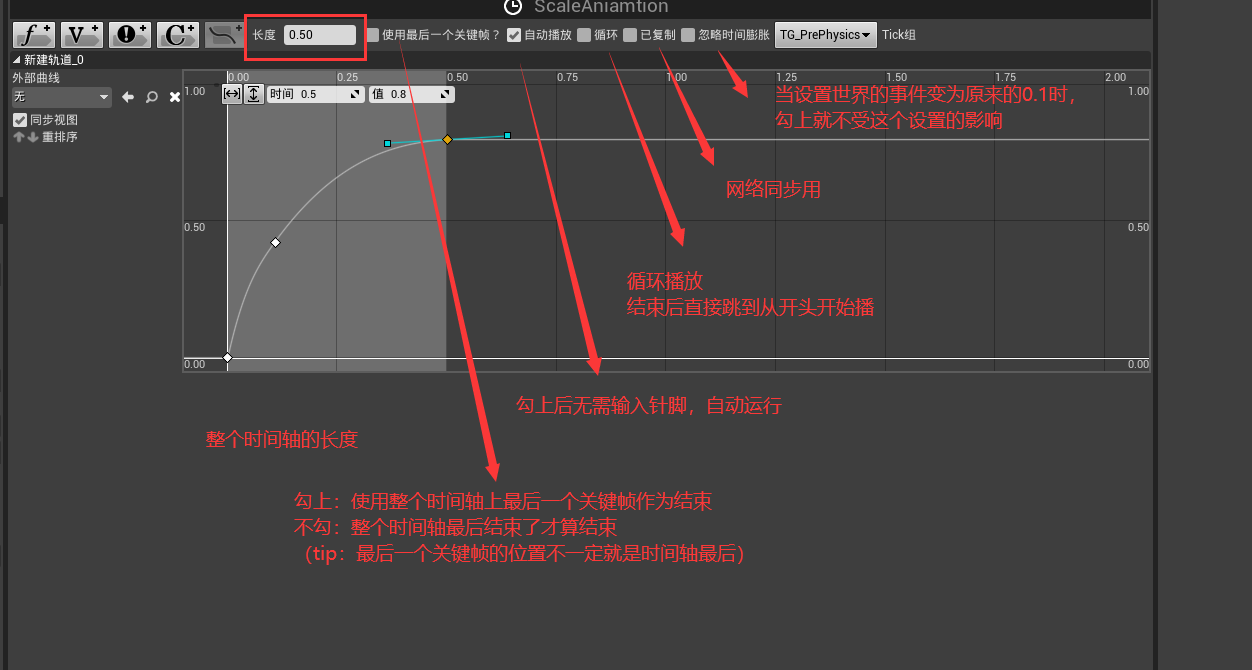 ScaleAniamtion
f V C 长度 0.50 使用最后一个关键帧？ 自动播放 循环 已复制 忽略时间膨胀 TG_PrePhysics Tick组
新建轨道_0
外部曲线
无
同步视图
重排序
0.00 0.25 0.50 0.75 1.00 1.25 1.50 1.75 2.00
1.00 时间 0.5 值 0.8 1.00
当设置世界的事件变为原来的0.1时，
勾上就不受这个设置的影响
网络同步用
0.50 0.50
循环播放
结束后直接跳到从开头开始播
0.00 0.00
勾上后无需输入针脚，自动运行
整个时间轴的长度
勾上：使用整个时间轴上最后一个关键帧作为结束
不勾：整个时间轴最后结束了才算结束
（tip：最后一个关键帧的位置不一定就是时间轴最后）